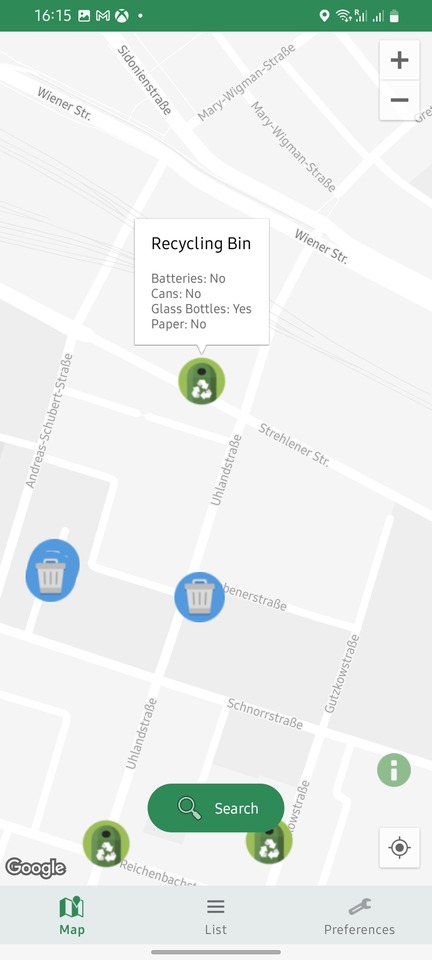 16:15
Sidonienstraße
Mary-Wigman-Straße
Wiener Str.
Mary-Wigman-Straße
Wiener Str.
Recycling Bin
Batteries: No
Cans: No
Glass Bottles: Yes
Paper: No
Andreas-Schubert-Straße
Strehlener Str.
Uhlandstraße
benerstraße
Gutzkowstraße
Schnorrstraße
Uhlandstraße
Search
owstraße
Google
Reichenbachst
Map
List
Preferences